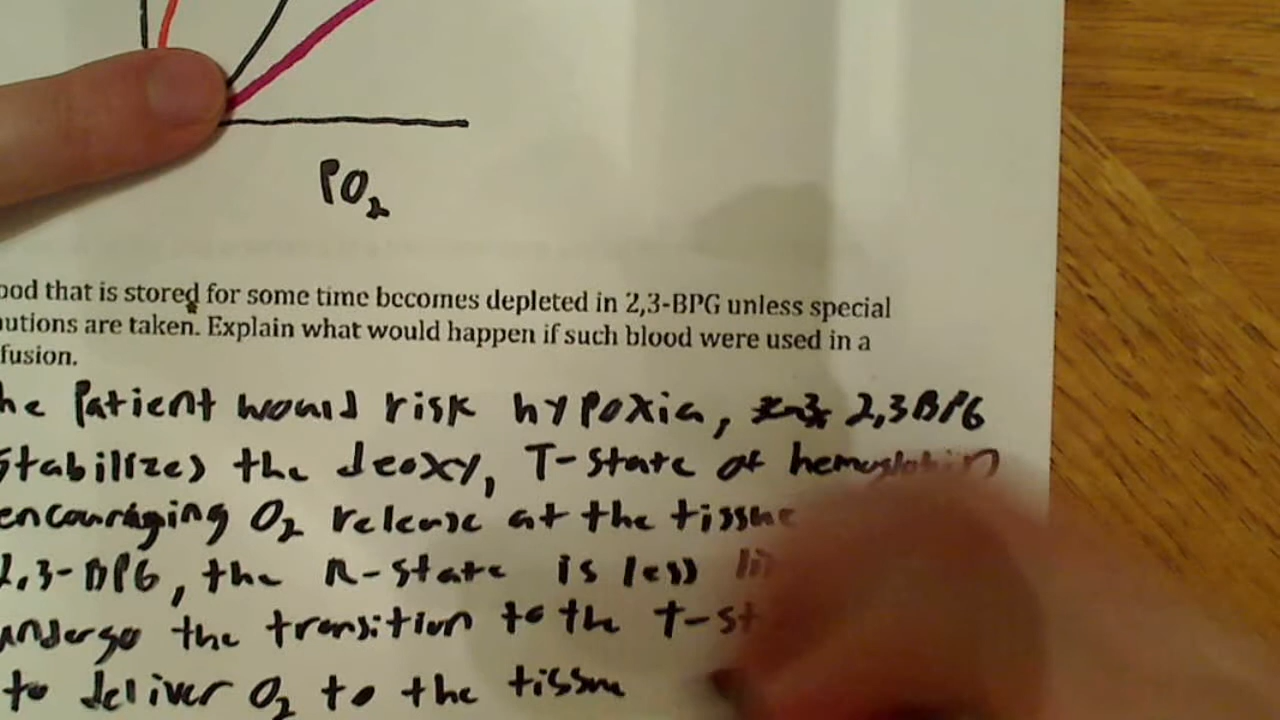 PO2
ood that is stored for some time becomes depleted in 2,3-BPG unless special
utions are taken. Explain what would happen if such blood were used in a
fusion.
he Patient would risk hypoxia, 2,3BPG
stabilizes the deoxy, T-state of hemoglobin
encouraging O2 release at the tissue
2,3-BPG, the R-state is less li
undergo the transition to the T-st
to deliver O2 to the tissue